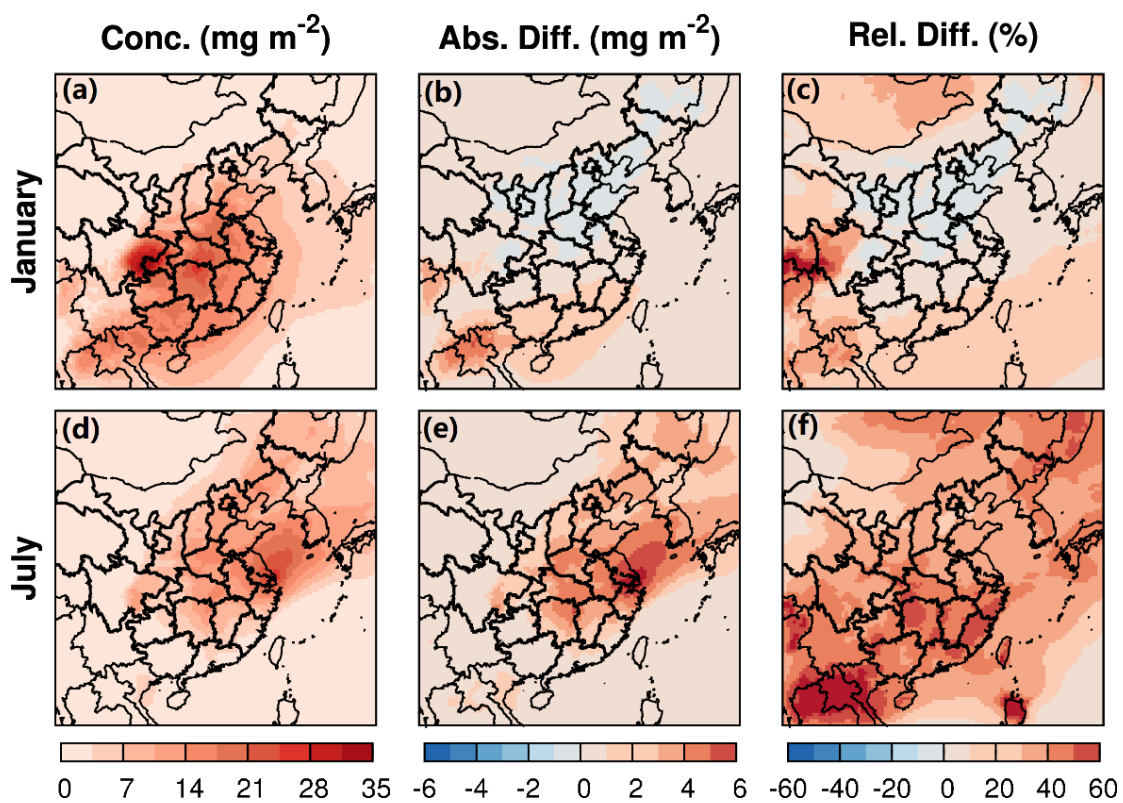 Conc. (mg m⁻²) Abs. Diff. (mg m⁻²) Rel. Diff. (%)
January
(a) (b) (c)
July
(d) (e) (f)
0 7 14 21 28 35
-6 -4 -2 0 2 4 6
-60 -40 -20 0 20 40 60